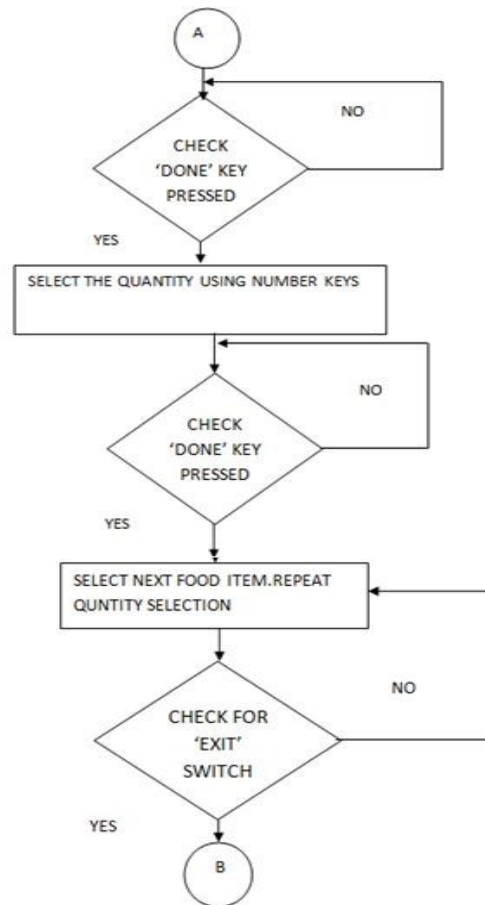 A
NO
CHECK
‘DONE’ KEY
PRESSED
YES
SELECT THE QUANTITY USING NUMBER KEYS
NO
CHECK
‘DONE’ KEY
PRESSED
YES
SELECT NEXT FOOD ITEM.REPEAT
QUNTITY SELECTION
NO
CHECK FOR
‘EXIT’
SWITCH
YES
B